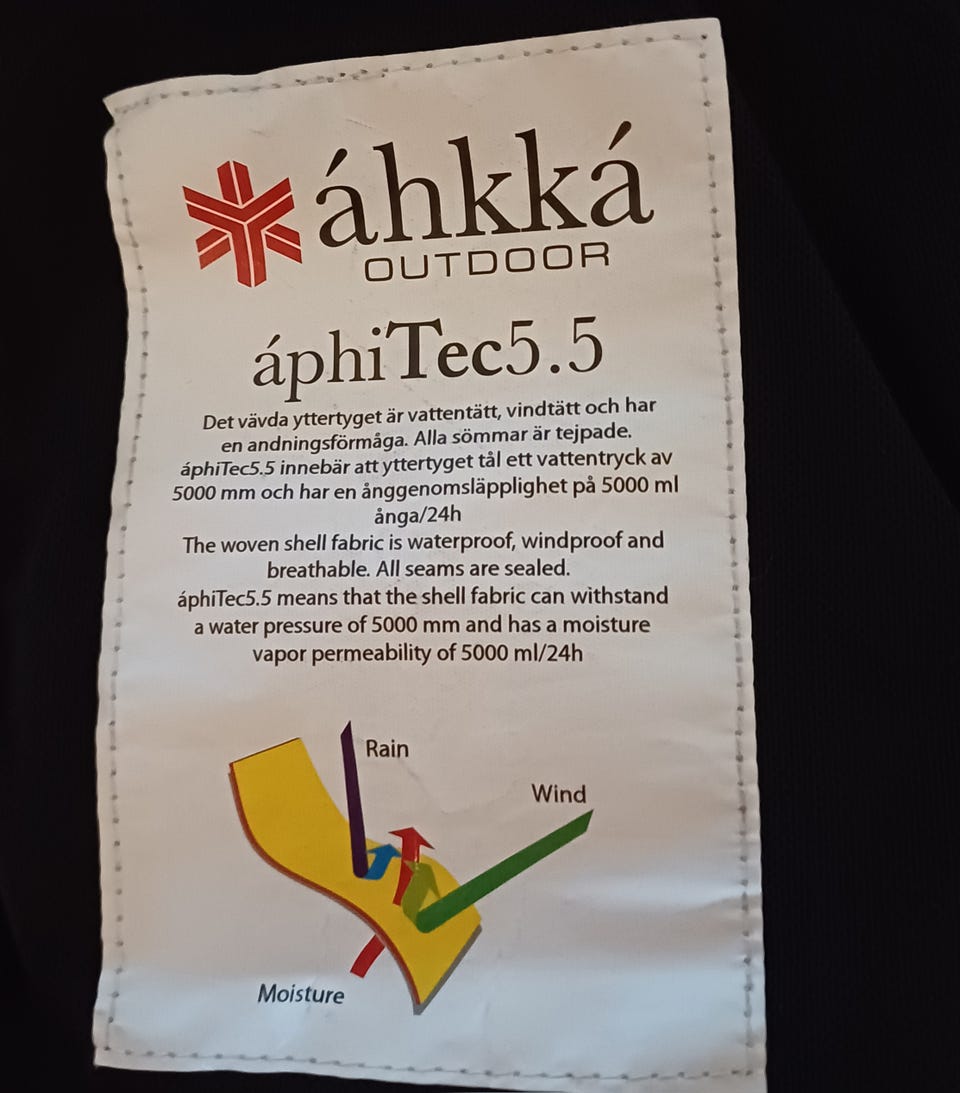 áhkká
OUTDOOR
áphiTec5.5
Det vävda yttertyget är vattentätt, vindtätt och har
en andningsförmåga. Alla sömmar är tejpade.
áphiTec5.5 innebär att yttertyget tål ett vattentryck av
5000 mm och har en ånggenomsläpplighet på 5000 ml
ånga/24h
The woven shell fabric is waterproof, windproof and
breathable. All seams are sealed.
áphiTec5.5 means that the shell fabric can withstand
a water pressure of 5000 mm and has a moisture
vapor permeability of 5000 ml/24h
Rain
Wind
Moisture